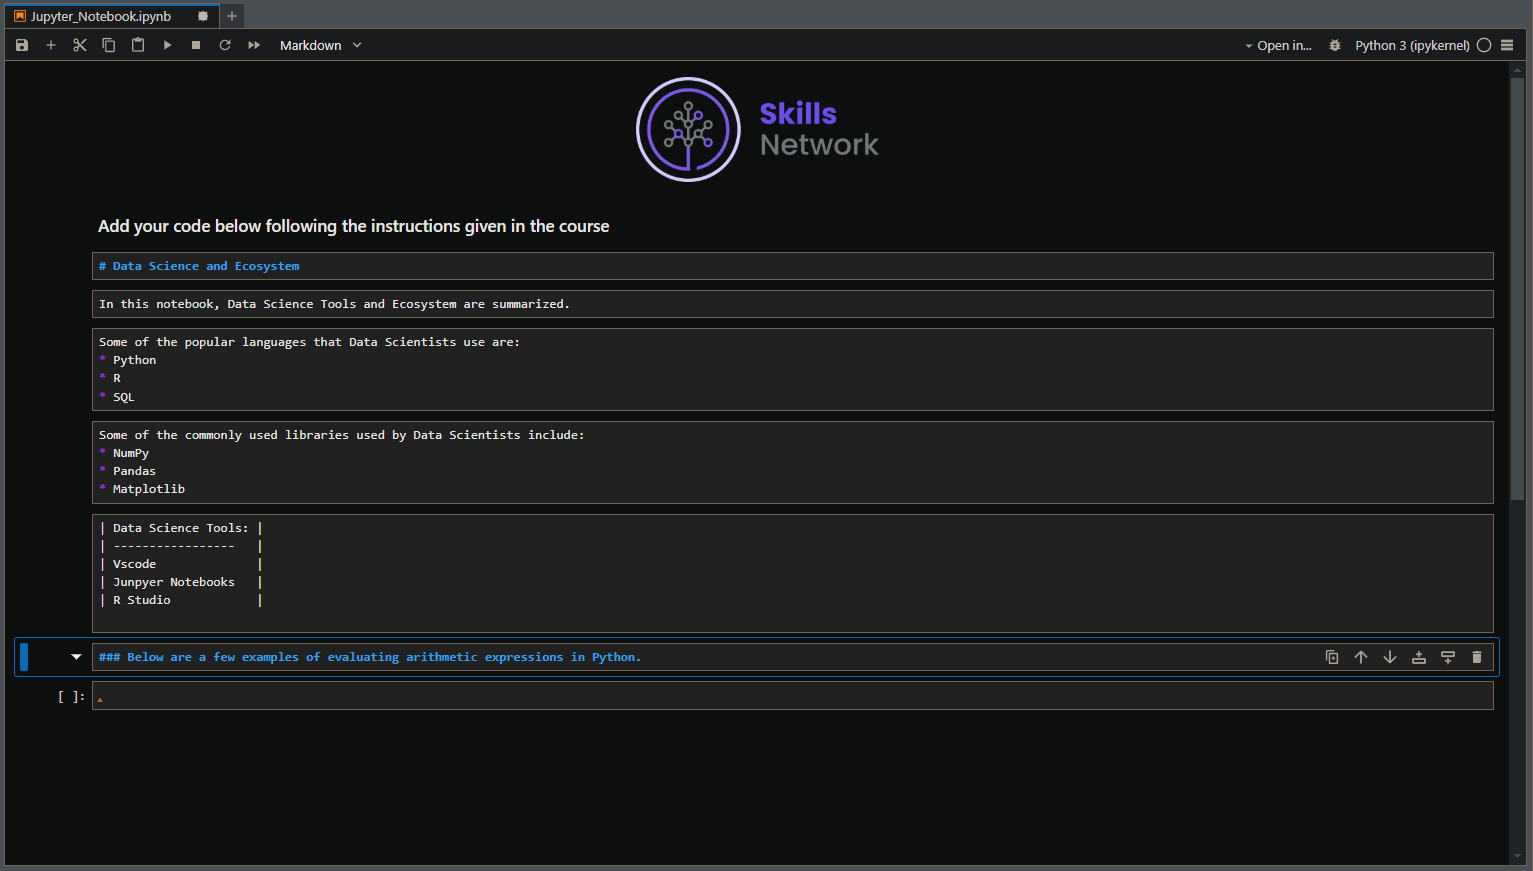 Jupyter_Notebook.ipynb
Markdown
Open in...
Python 3 (ipykernel)
Skills
Network
Add your code below following the instructions given in the course
# Data Science and Ecosystem
In this notebook, Data Science Tools and Ecosystem are summarized.
Some of the popular languages that Data Scientists use are:
* Python
* R
* SQL
Some of the commonly used libraries used by Data Scientists include:
* NumPy
* Pandas
* Matplotlib
| Data Science Tools: |
| ----------------- |
| Vscode |
| Junpyer Notebooks |
| R Studio |
### Below are a few examples of evaluating arithmetic expressions in Python.
[ ]: